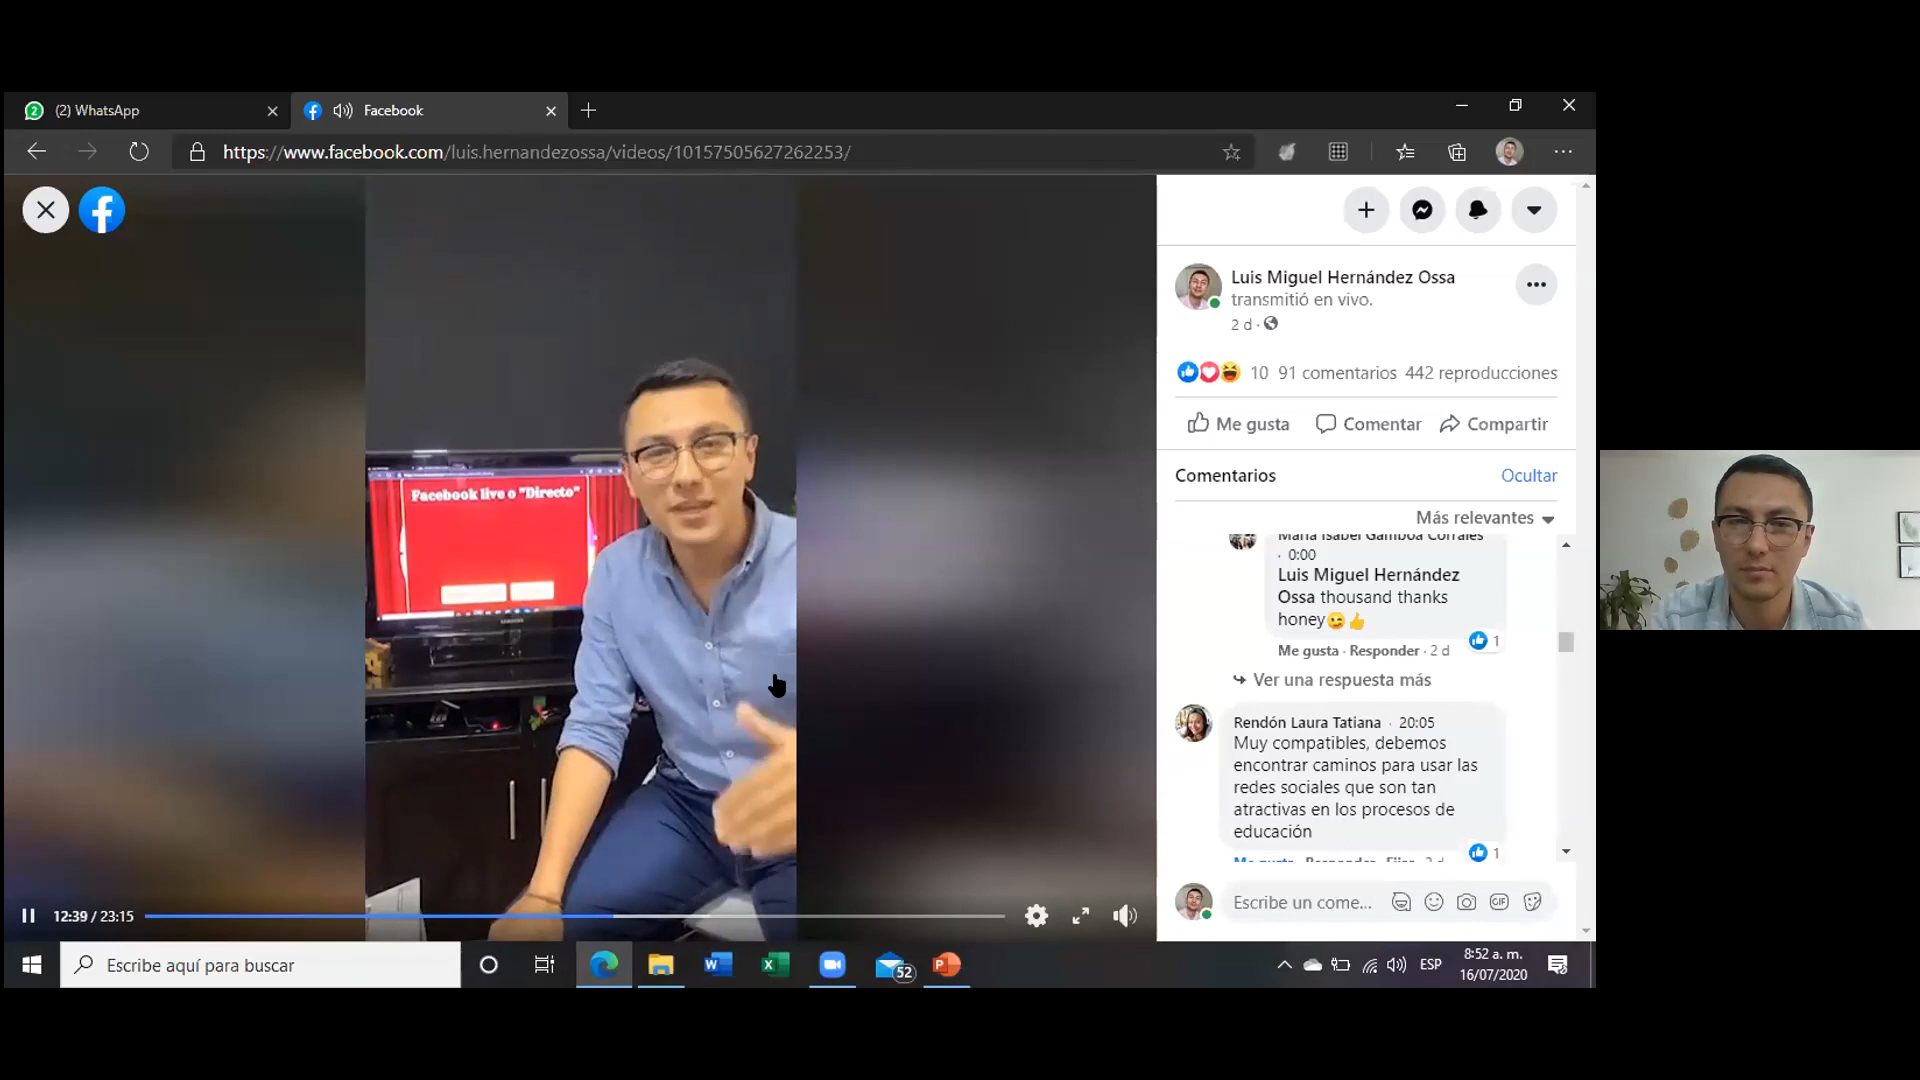 (2) WhatsApp
Facebook
https://www.facebook.com/luis.hernandezossa/videos/10157505627262253/
Luis Miguel Hernández Ossa
transmitió en vivo.
2 d ·
10 91 comentarios 442 reproducciones
Me gusta Comentar Compartir
Comentarios Ocultar
Más relevantes
María Isabel Gamboa Corrales
· 0:00
Luis Miguel Hernández
Ossa thousand thanks
honey😜👍
1
Me gusta · Responder · 2 d
Ver una respuesta más
Rendón Laura Tatiana · 20:05
Muy compatibles, debemos
encontrar caminos para usar las
redes sociales que son tan
atractivas en los procesos de
educación
1
Escribe un come...
GIF
Facebook live o "Directo"
12:39 / 23:15
Escribe aquí para buscar
52
ESP
8:52 a. m.
16/07/2020